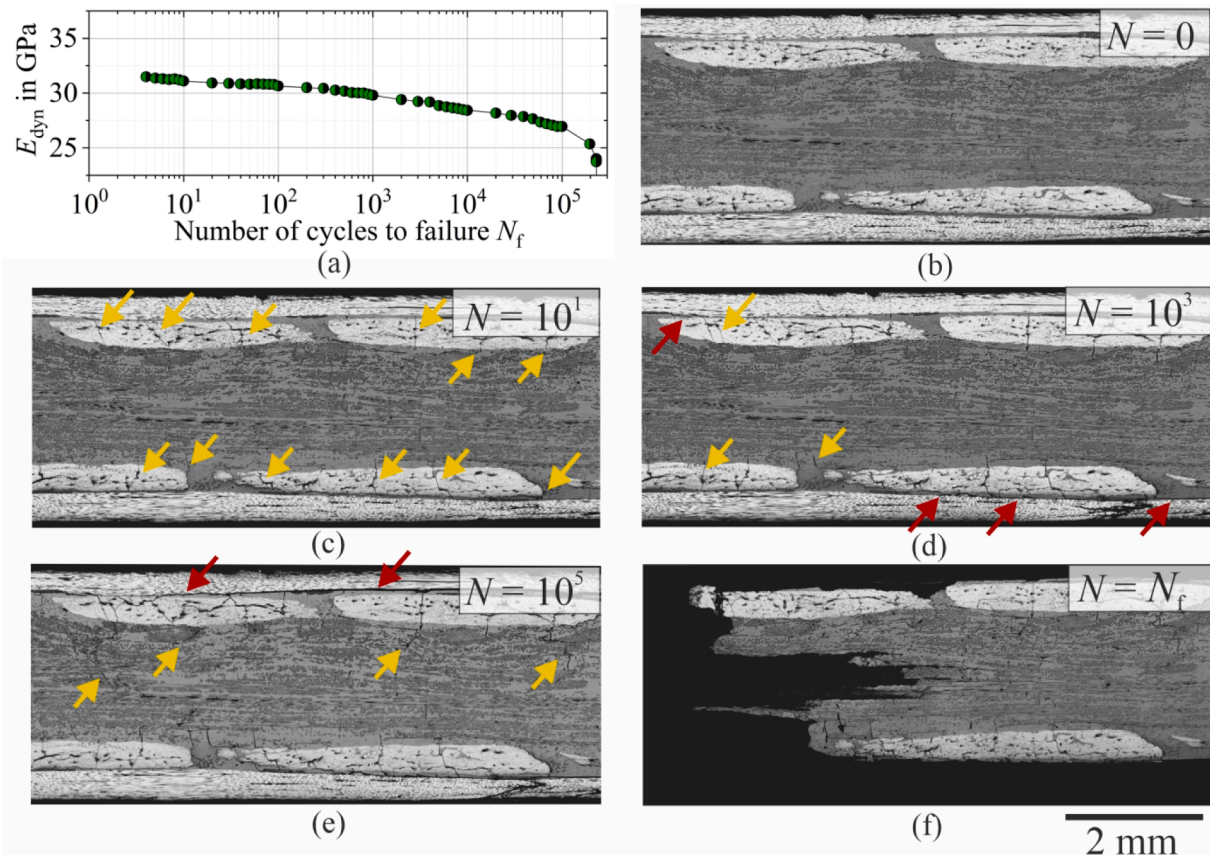 35
30
25
E_dyn in GPa
10^0 10^1 10^2 10^3 10^4 10^5
Number of cycles to failure N_f
(a)
N = 0
(b)
N = 10^1
(c)
N = 10^3
(d)
N = 10^5
(e)
N = N_f
(f)
2 mm